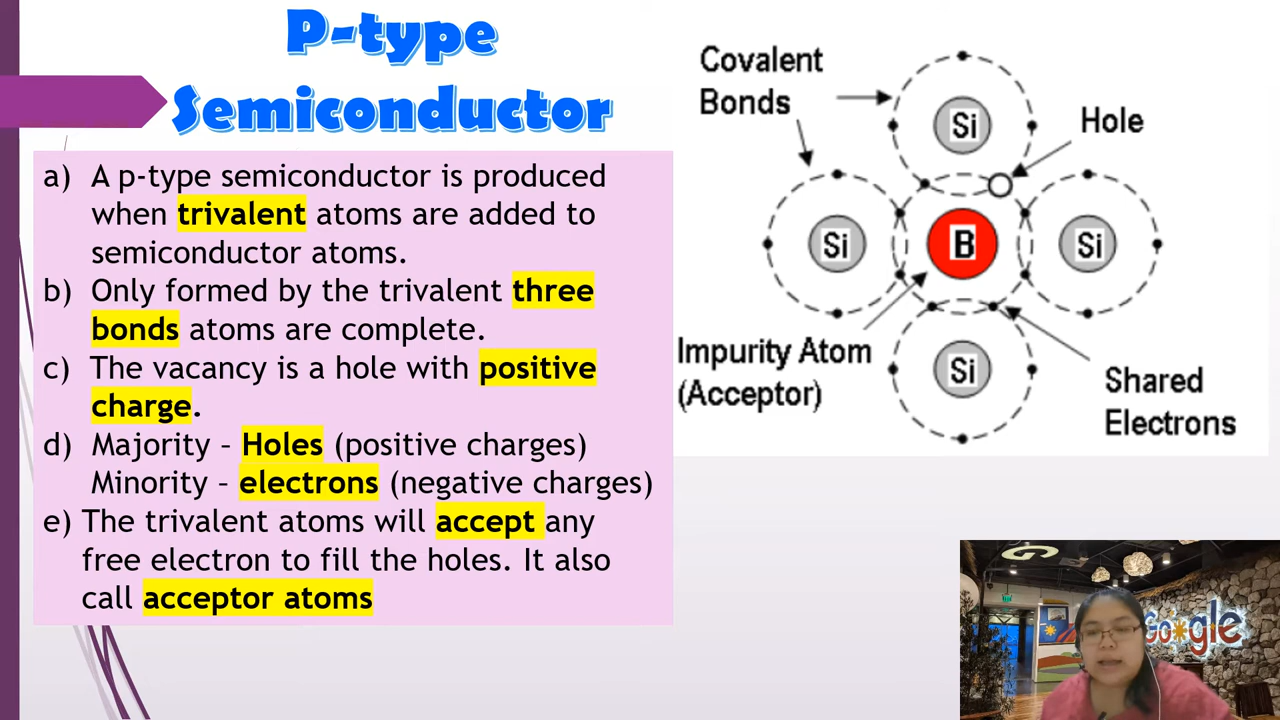 P-type
Semiconductor
a) A p-type semiconductor is produced
when trivalent atoms are added to
semiconductor atoms.
b) Only formed by the trivalent three
bonds atoms are complete.
c) The vacancy is a hole with positive
charge.
d) Majority – Holes (positive charges)
Minority – electrons (negative charges)
e) The trivalent atoms will accept any
free electron to fill the holes. It also
call acceptor atoms
Covalent
Bonds
Hole
Si
Si
B
Si
Si
Impurity Atom
(Acceptor)
Shared
Electrons
G
Google